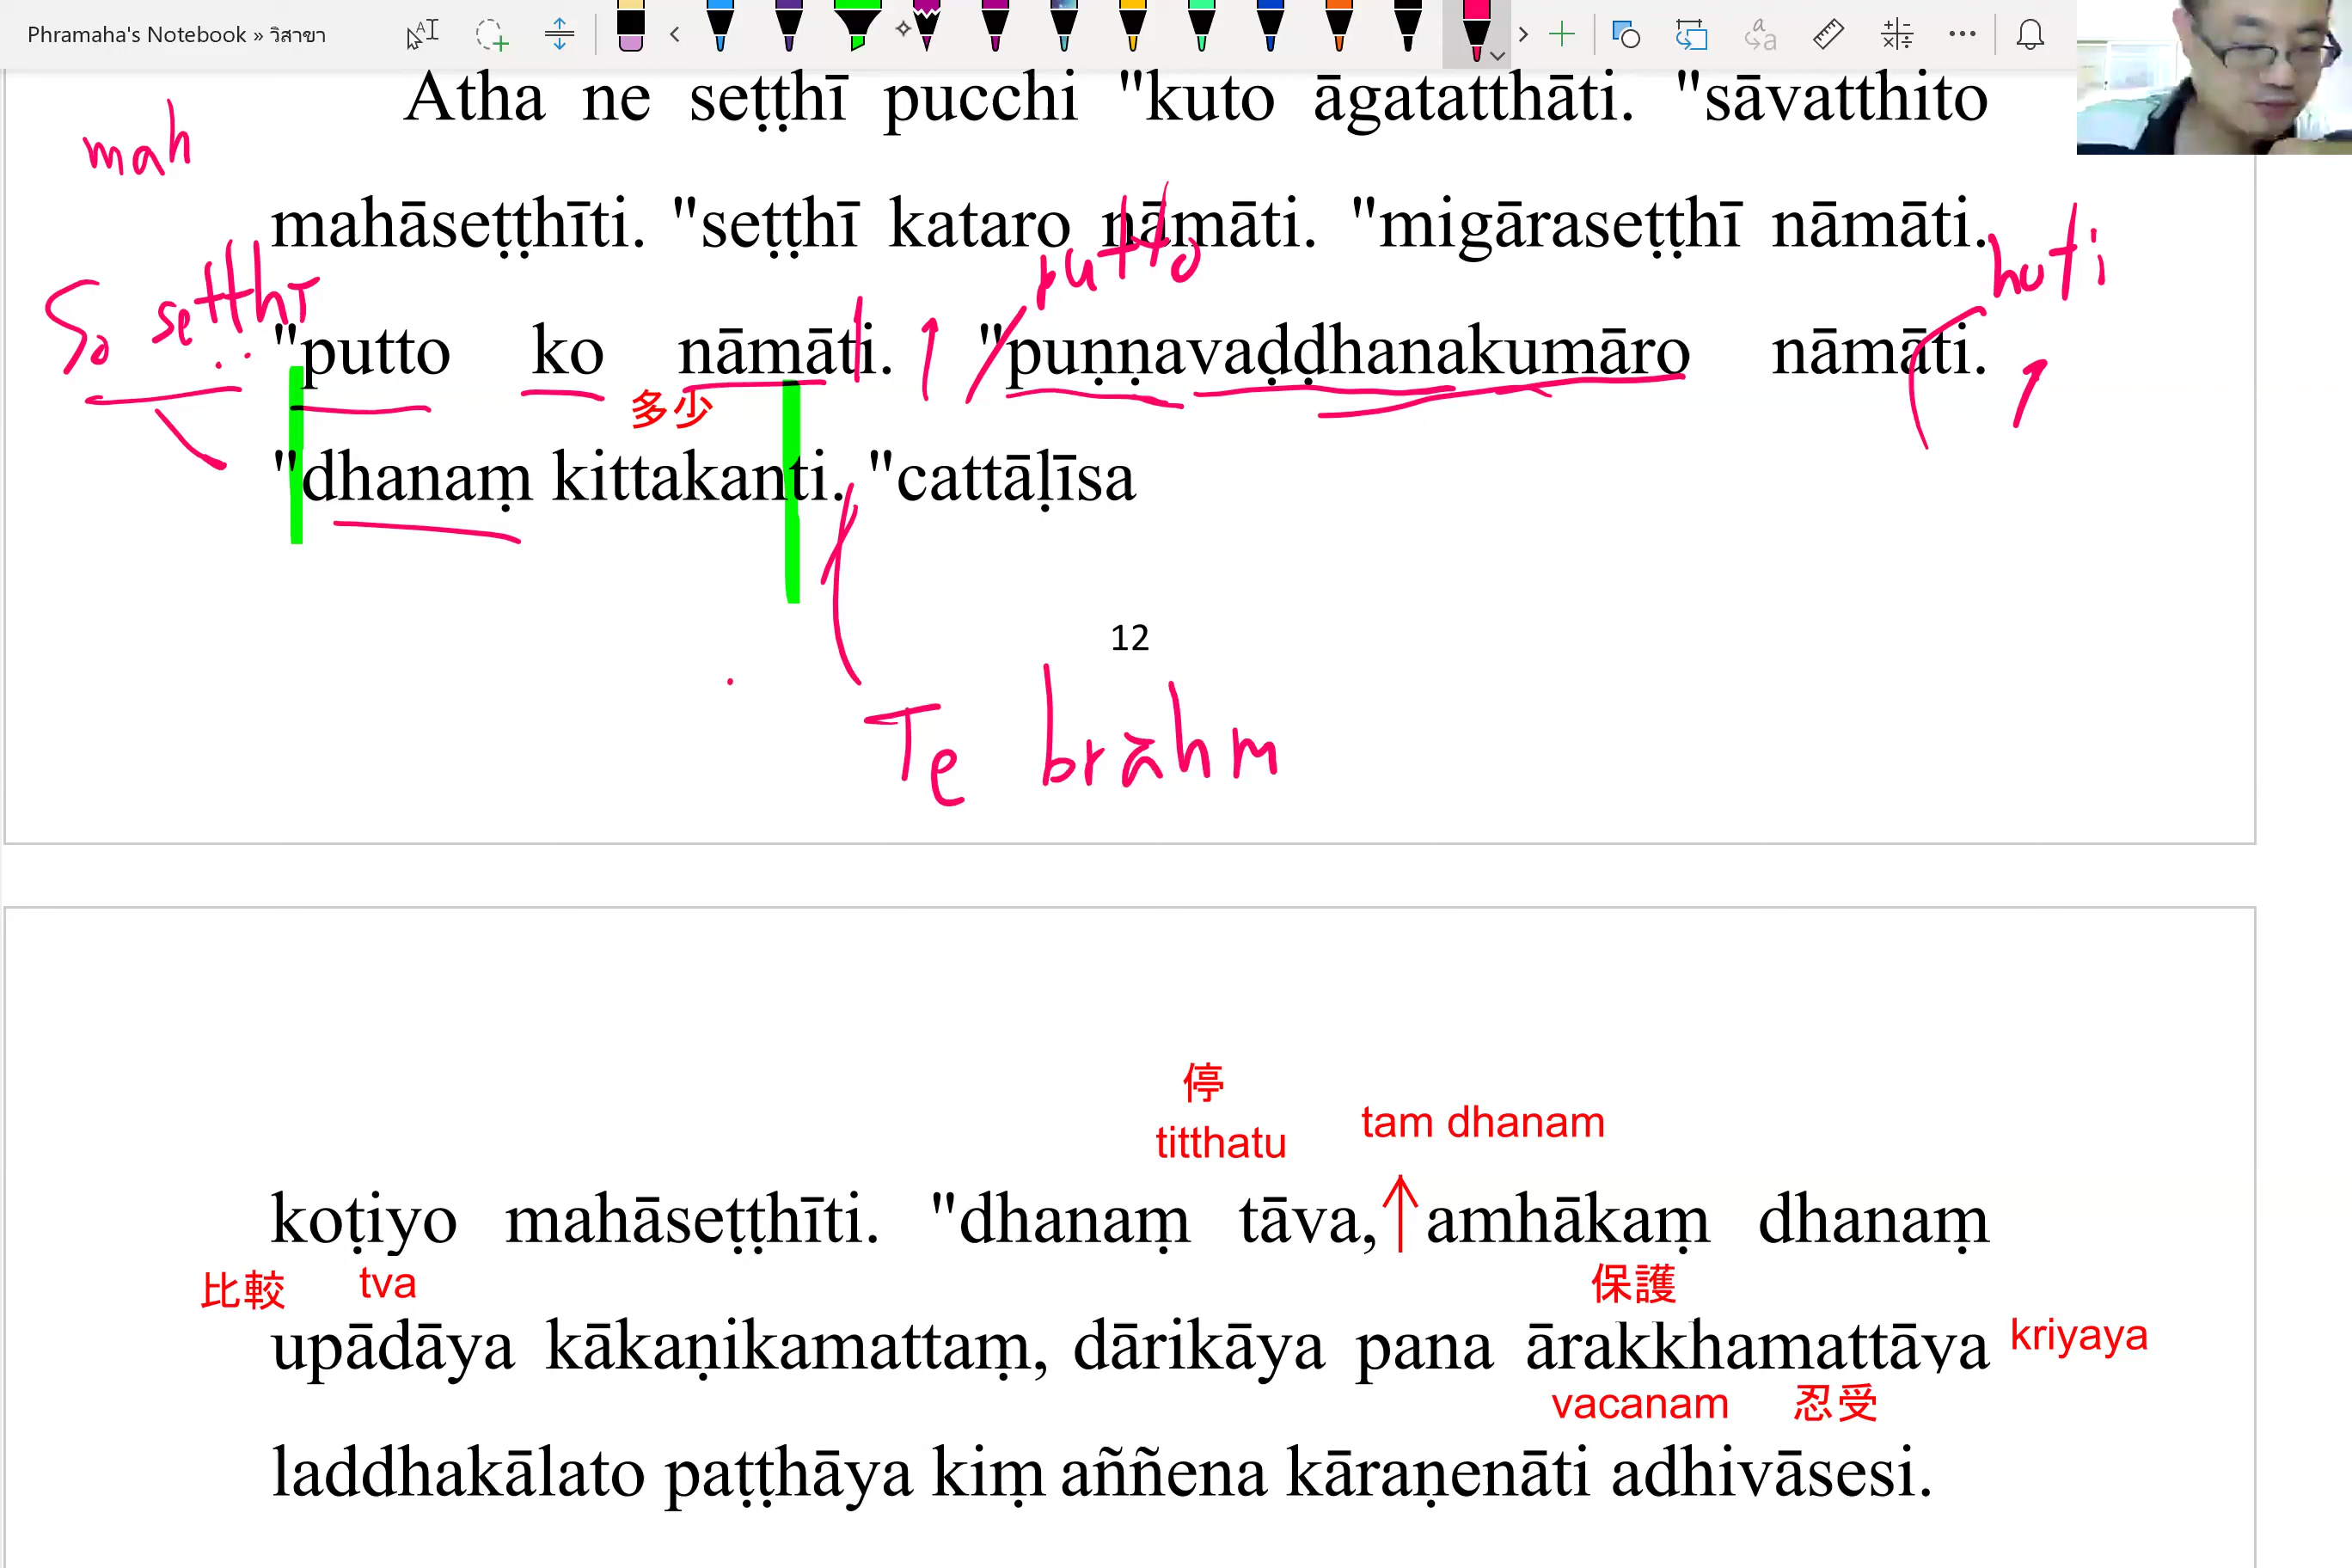 Phramaha's Notebook » วิสาขา
Atha ne seṭṭhī pucchi "kuto āgatatthāti. "sāvatthito
mah
mahāseṭṭhīti. "seṭṭhī kataro nāmāti. "migāraseṭṭhī nāmāti.
So seṭṭhī
putto
hoti
"putto ko nāmāti. "puṇṇavaḍḍhanakumāro nāmāti.
多少
"dhanaṃ kittakanti. "cattāḷīsa
12
Te brāhm
停
titthatu
tam dhanam
koṭiyo mahāseṭṭhīti. "dhanaṃ tāva, amhākaṃ dhanaṃ
比較
tva
保護
upādāya kākaṇikamattaṃ, dārikāya pana ārakkhamattāya
kriyaya
vacanam
忍受
laddhakālato paṭṭhāya kiṃ aññena kāraṇenāti adhivāsesi.